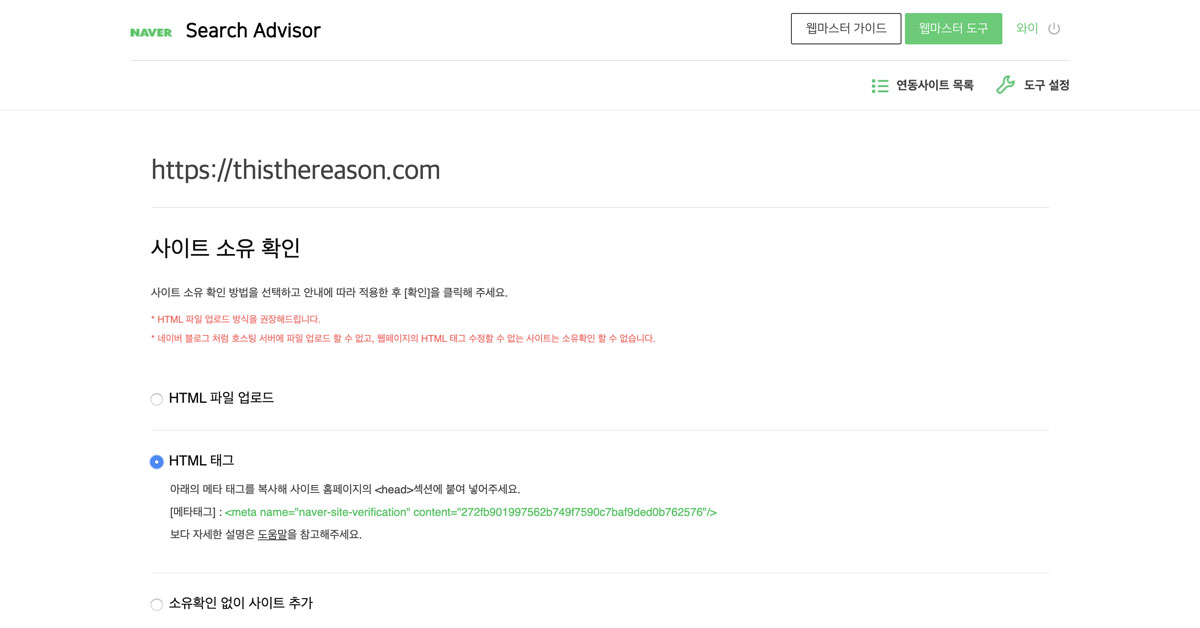 NAVER Search Advisor
웹마스터 가이드 웹마스터 도구 와이
연동사이트 목록 도구 설정
https://thisthereason.com
사이트 소유 확인
사이트 소유 확인 방법을 선택하고 안내에 따라 적용한 후 [확인]을 클릭해 주세요.
* HTML 파일 업로드 방식을 권장해드립니다.
* 네이버 블로그 처럼 호스팅 서버에 파일 업로드 할 수 없고, 웹페이지의 HTML 태그 수정할 수 없는 사이트는 소유확인 할 수 없습니다.
HTML 파일 업로드
HTML 태그
아래의 메타 태그를 복사해 사이트 홈페이지의 <head>섹션에 붙여 넣어주세요.
[메타태그] : <meta name="naver-site-verification" content="272fb901997562b749f7590c7baf9ded0b762576"/>
보다 자세한 설명은 도움말을 참고해주세요.
소유확인 없이 사이트 추가